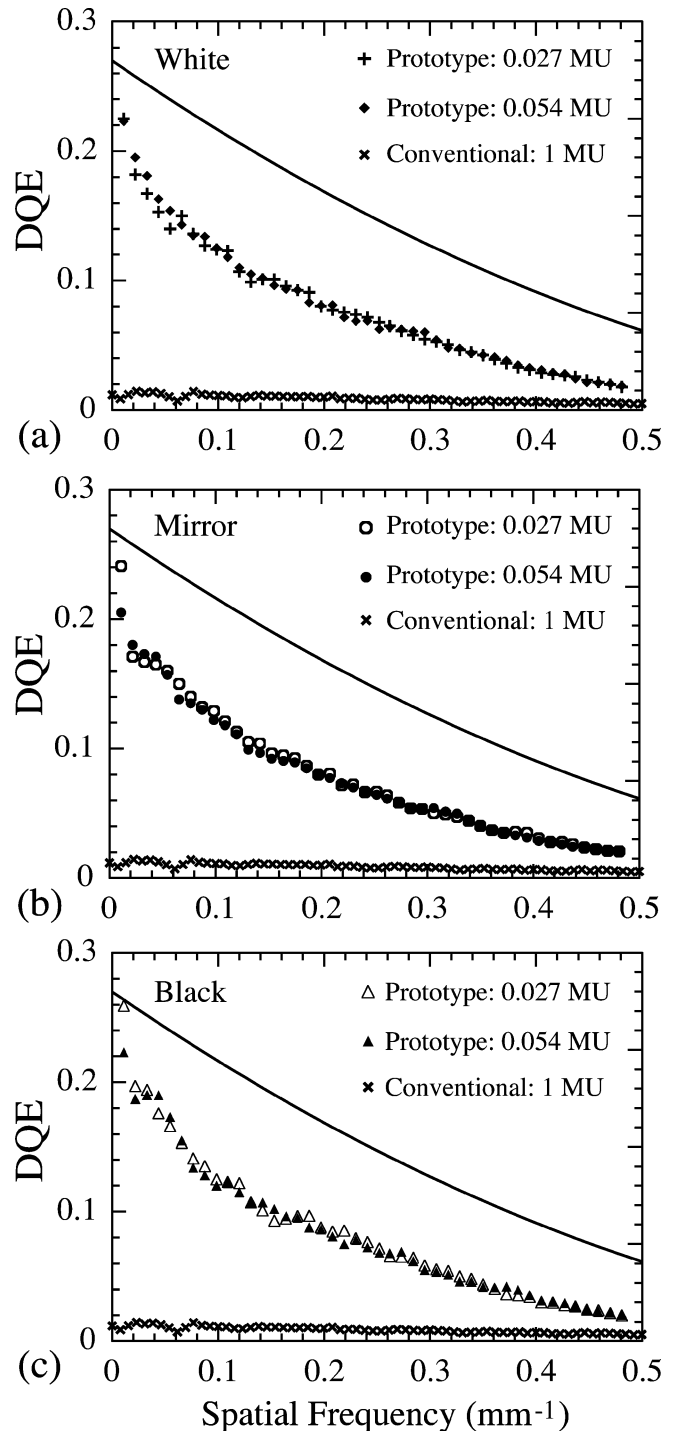 0.3
White
+ Prototype: 0.027 MU
◆ Prototype: 0.054 MU
× Conventional: 1 MU
0.2
DQE
0.1
0
(a)
0 0.1 0.2 0.3 0.4 0.5
0.3
Mirror
Prototype: 0.027 MU
Prototype: 0.054 MU
× Conventional: 1 MU
0.2
DQE
0.1
0
(b)
0 0.1 0.2 0.3 0.4 0.5
0.3
Black
△ Prototype: 0.027 MU
▲ Prototype: 0.054 MU
× Conventional: 1 MU
0.2
DQE
0.1
0
(c)
0 0.1 0.2 0.3 0.4 0.5
Spatial Frequency (mm⁻¹)